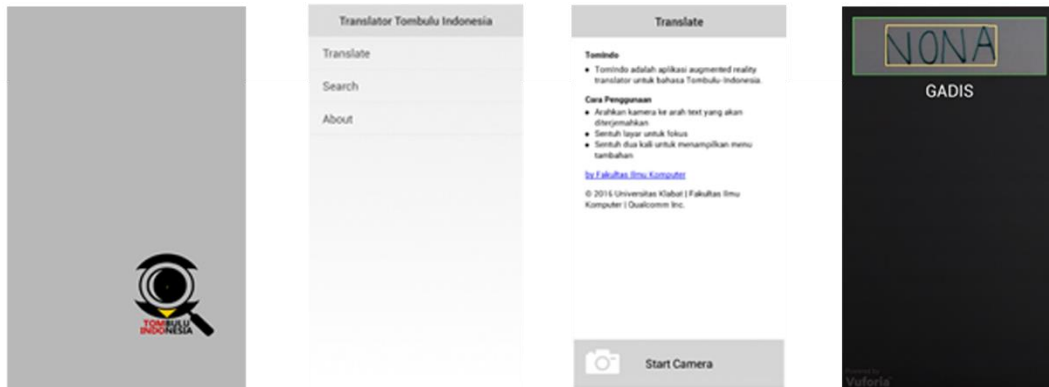 TOMBULU
INDONESIA
Translator Tombulu Indonesia
Translate
Search
About
Translate
Tomindo
• Tomindo adalah aplikasi augmented reality
translator untuk bahasa Tombulu-Indonesia.
Cara Penggunaan
• Arahkan kamera ke arah text yang akan
diterjemahkan
• Sentuh layar untuk fokus
• Sentuh dua kali untuk menampilkan menu
tambahan
by Fakultas Ilmu Komputer
© 2016 Universitas Klabat | Fakultas Ilmu
Komputer | Qualcomm Inc.
Start Camera
NONA
GADIS
Powered by
Vuforia